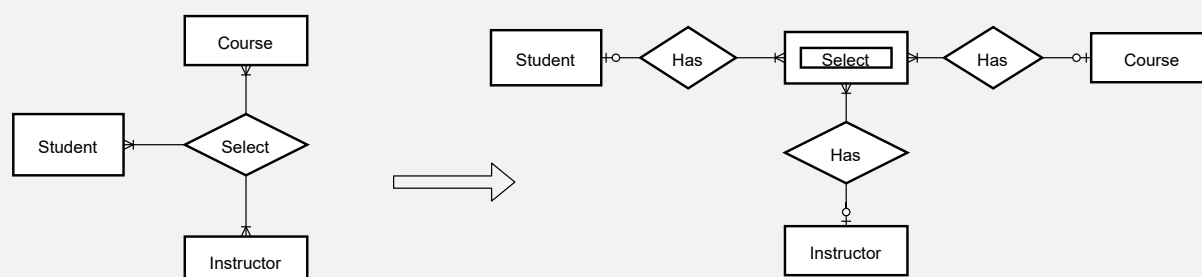 Course
Student
Select
Instructor
Student
Has
Select
Has
Course
Has
Instructor